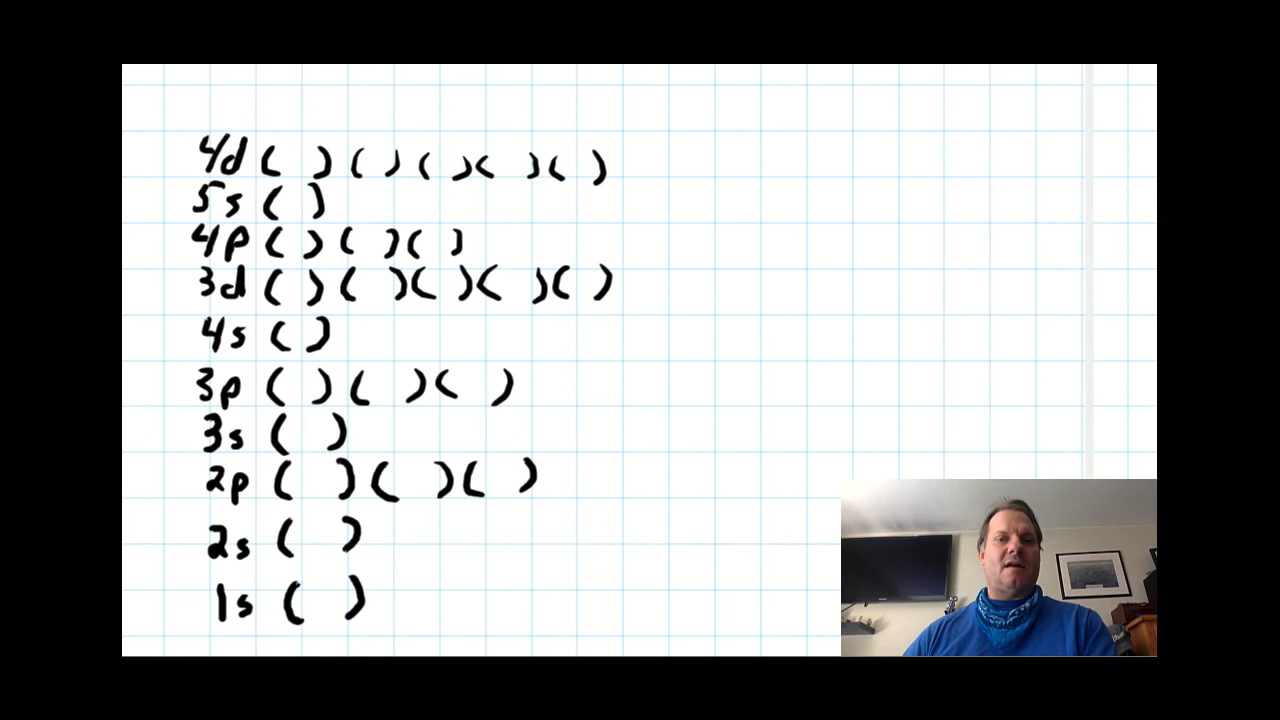 4d ( ) ( ) ( ) ( ) ( )
5s ( )
4p ( ) ( ) ( )
3d ( ) ( ) ( ) ( ) ( )
4s ( )
3p ( ) ( ) ( )
3s ( )
2p ( ) ( ) ( )
2s ( )
1s ( )